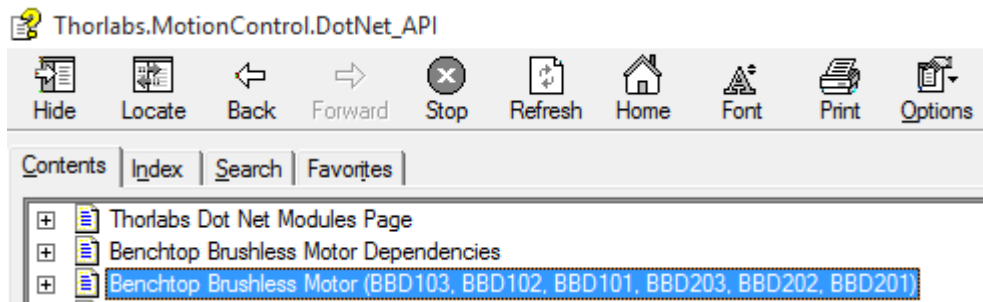 Thorlabs.MotionControl.DotNet_API
Hide Locate Back Forward Stop Refresh Home Font Print Options
Contents Index Search Favorites
Thorlabs Dot Net Modules Page
Benchtop Brushless Motor Dependencies
Benchtop Brushless Motor (BBD103, BBD102, BBD101, BBD203, BBD202, BBD201)